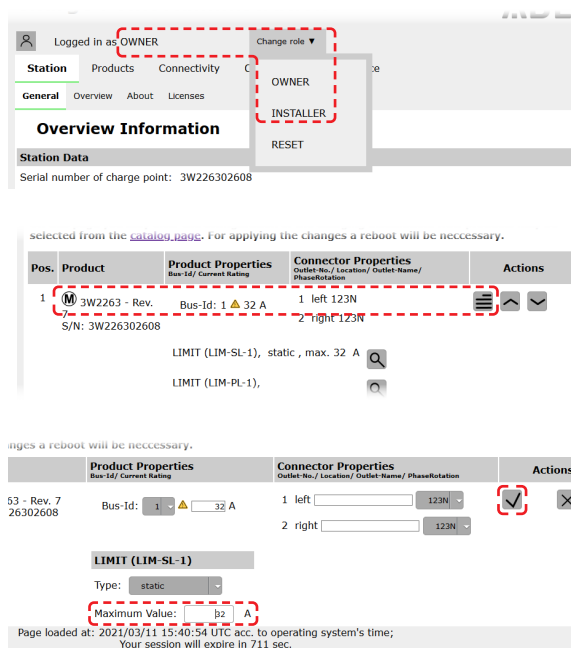 Logged in as OWNER Change role ▼
Station Products Connectivity
General Overview About Licenses
OWNER
INSTALLER
RESET
Overview Information
Station Data
Serial number of charge point: 3W226302608
selected from the catalog page. For applying the changes a reboot will be neccessary.
Pos. Product Product Properties Connector Properties Actions
Bus-Id/ Current Rating Outlet-No./ Location/ Outlet-Name/
PhaseRotation
1 M 3W2263 - Rev. Bus-Id: 1 32 A 1 left 123N
7 2 right 123N
S/N: 3W226302608
LIMIT (LIM-SL-1), static , max. 32 A
LIMIT (LIM-PL-1),
nges a reboot will be neccessary.
Product Properties Connector Properties Actions
Bus-Id/ Current Rating Outlet-No./ Location/ Outlet-Name/ PhaseRotation
63 - Rev. 7 Bus-Id: 1 32 A 1 left 123N
26302608
2 right 123N
LIMIT (LIM-SL-1)
Type: static
Maximum Value: 32 A
Page loaded at: 2021/03/11 15:40:54 UTC acc. to operating system's time;
Your session will expire in 711 sec.